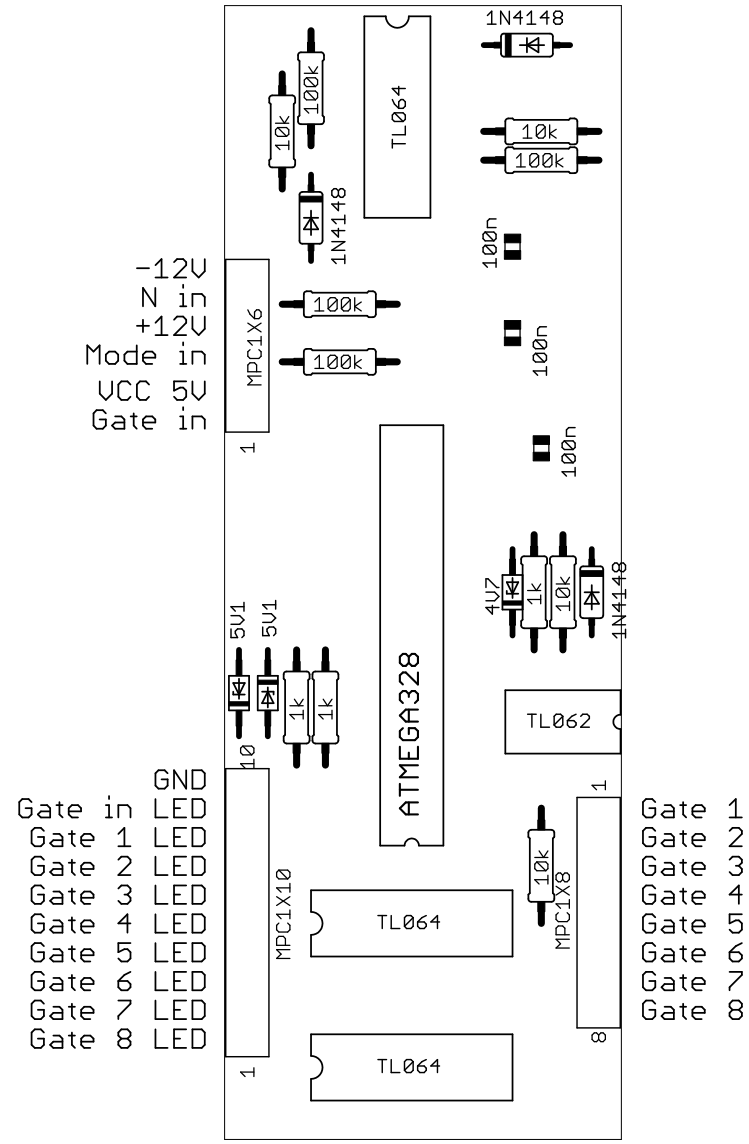 1N4148
100k
10k
TL064
10k
100k
1N4148
100n
-12V
N in
+12V
Mode in
VCC 5V
Gate in
MPC1X6
1
100k
100k
100n
100n
4V7
1k
10k
1N4148
5V1
5V1
1k
1k
ATMEGA328
TL062
10
1
GND
Gate in LED
Gate 1 LED
Gate 2 LED
Gate 3 LED
Gate 4 LED
Gate 5 LED
Gate 6 LED
Gate 7 LED
Gate 8 LED
MPC1X10
1
10k
MPC1X8
Gate 1
Gate 2
Gate 3
Gate 4
Gate 5
Gate 6
Gate 7
Gate 8
8
TL064
TL064